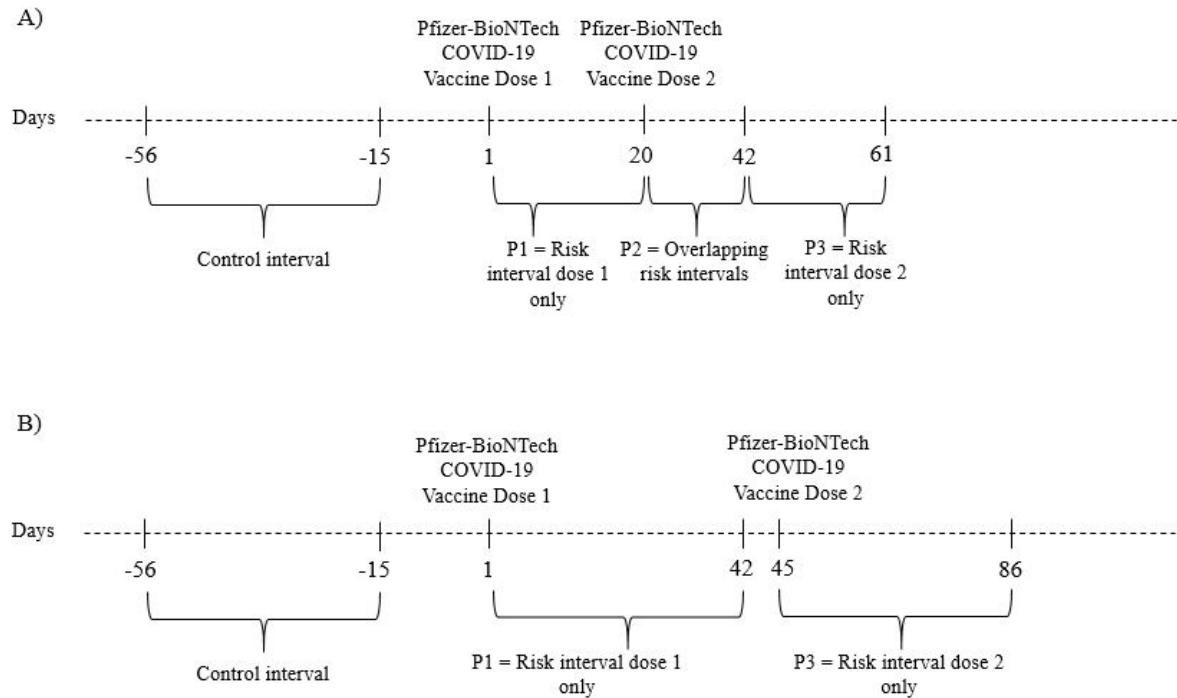 A)
Pfizer-BioNTech
COVID-19
Vaccine Dose 1
Pfizer-BioNTech
COVID-19
Vaccine Dose 2
Days
-56
-15
1
20
42
61
Control interval
P1 = Risk
interval dose 1
only
P2 = Overlapping
risk intervals
P3 = Risk
interval dose 2
only
B)
Pfizer-BioNTech
COVID-19
Vaccine Dose 1
Pfizer-BioNTech
COVID-19
Vaccine Dose 2
Days
-56
-15
1
42
45
86
Control interval
P1 = Risk interval dose 1
only
P3 = Risk interval dose 2
only